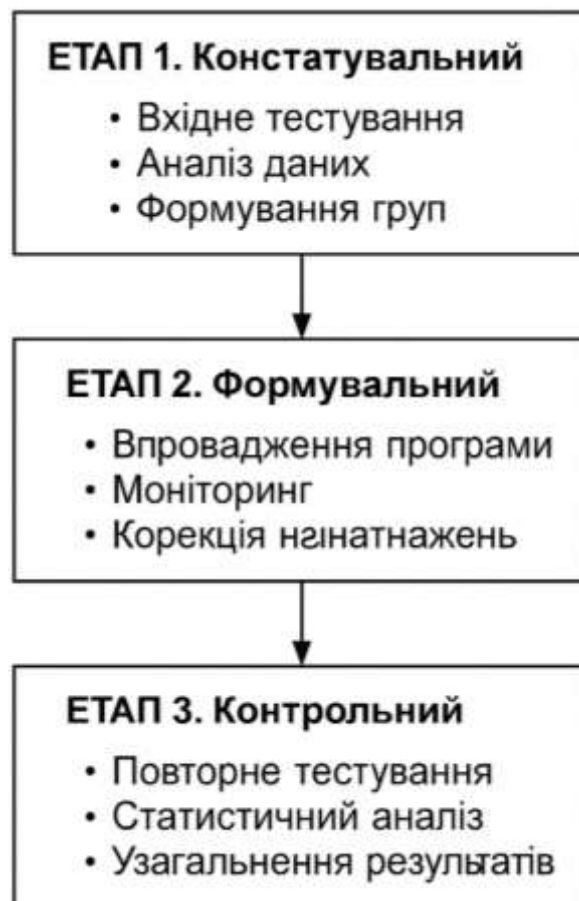 ЕТАП 1. Констатувальний
• Вхідне тестування
• Аналіз даних
• Формування груп
ЕТАП 2. Формувальний
• Впровадження програми
• Моніторинг
• Корекція
ЕТАП 3. Контрольний
• Повторне тестування
• Статистичний аналіз
• Узагальнення результатів